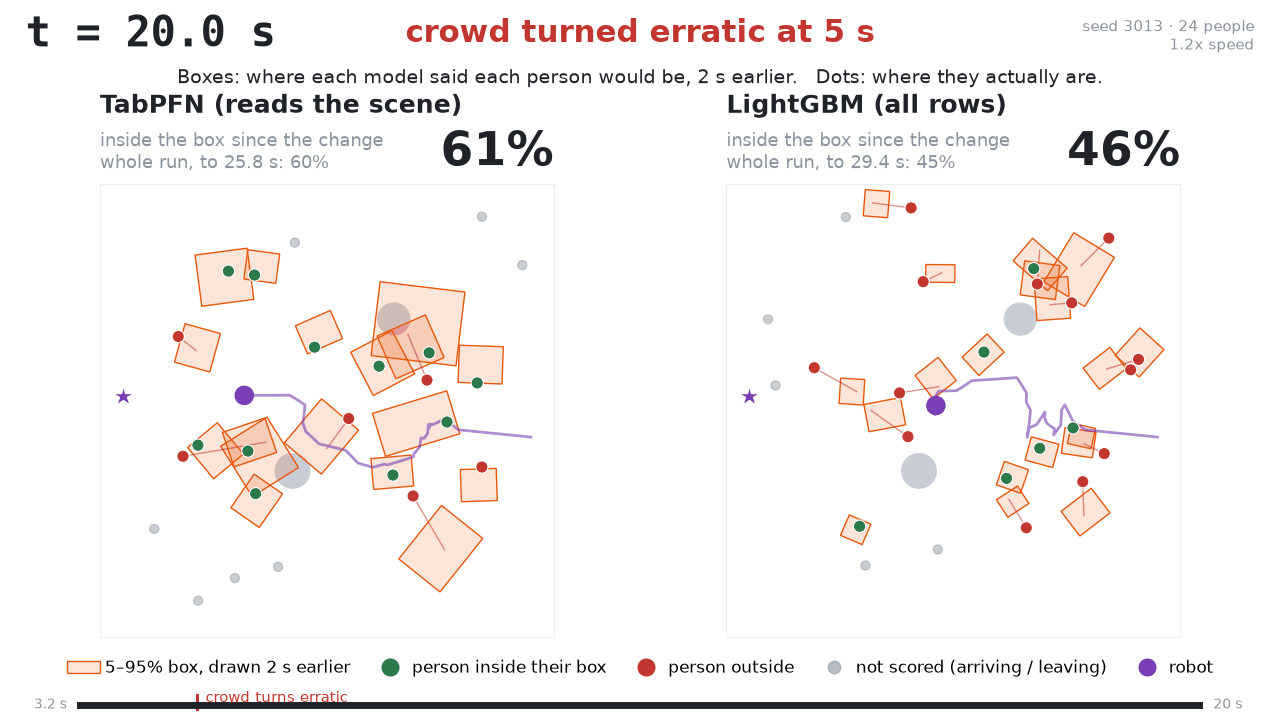 t = 20.0 s
crowd turned erratic at 5 s
seed 3013 · 24 people
1.2x speed
Boxes: where each model said each person would be, 2 s earlier.   Dots: where they actually are.
TabPFN (reads the scene)
inside the box since the change
whole run, to 25.8 s: 60%
61%
LightGBM (all rows)
inside the box since the change
whole run, to 29.4 s: 45%
46%
5–95% box, drawn 2 s earlier
person inside their box
person outside
not scored (arriving / leaving)
robot
crowd turns erratic
3.2 s
20 s